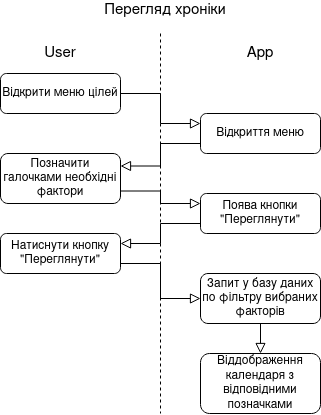 Перегляд хроніки
User
App
Відкрити меню цілей
Відкриття меню
Позначити
галочками необхідні
фактори
Поява кнопки
"Переглянути"
Натиснути кнопку
"Переглянути"
Запит у базу даних
по фільтру вибраних
факторів
Віддображення
календаря з
відповідними
позначками